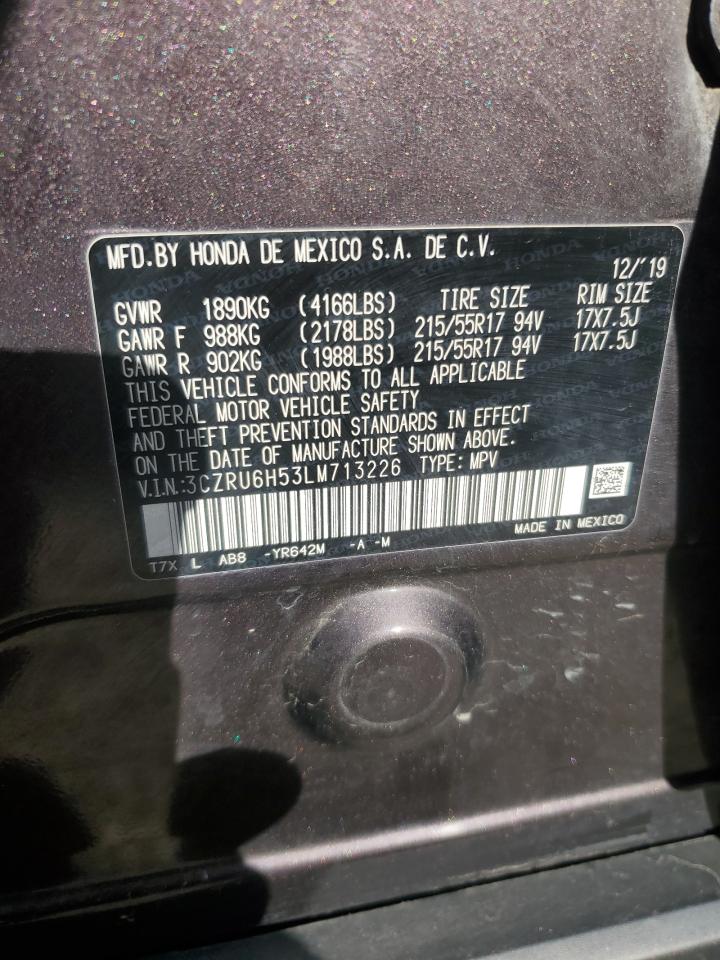 MFD.BY HONDA DE MEXICO S.A. DE C.V.
12/'19
GVWR 1890KG (4166LBS) TIRE SIZE RIM SIZE
GAWR F 988KG (2178LBS) 215/55R17 94V 17X7.5J
GAWR R 902KG (1988LBS) 215/55R17 94V 17X7.5J
THIS VEHICLE CONFORMS TO ALL APPLICABLE
FEDERAL MOTOR VEHICLE SAFETY
AND THEFT PREVENTION STANDARDS IN EFFECT
ON THE DATE OF MANUFACTURE SHOWN ABOVE.
V.I.N.:3CZRU6H53LM713226 TYPE: MPV
MADE IN MEXICO
T7X L AB8 -YR642M -A -M